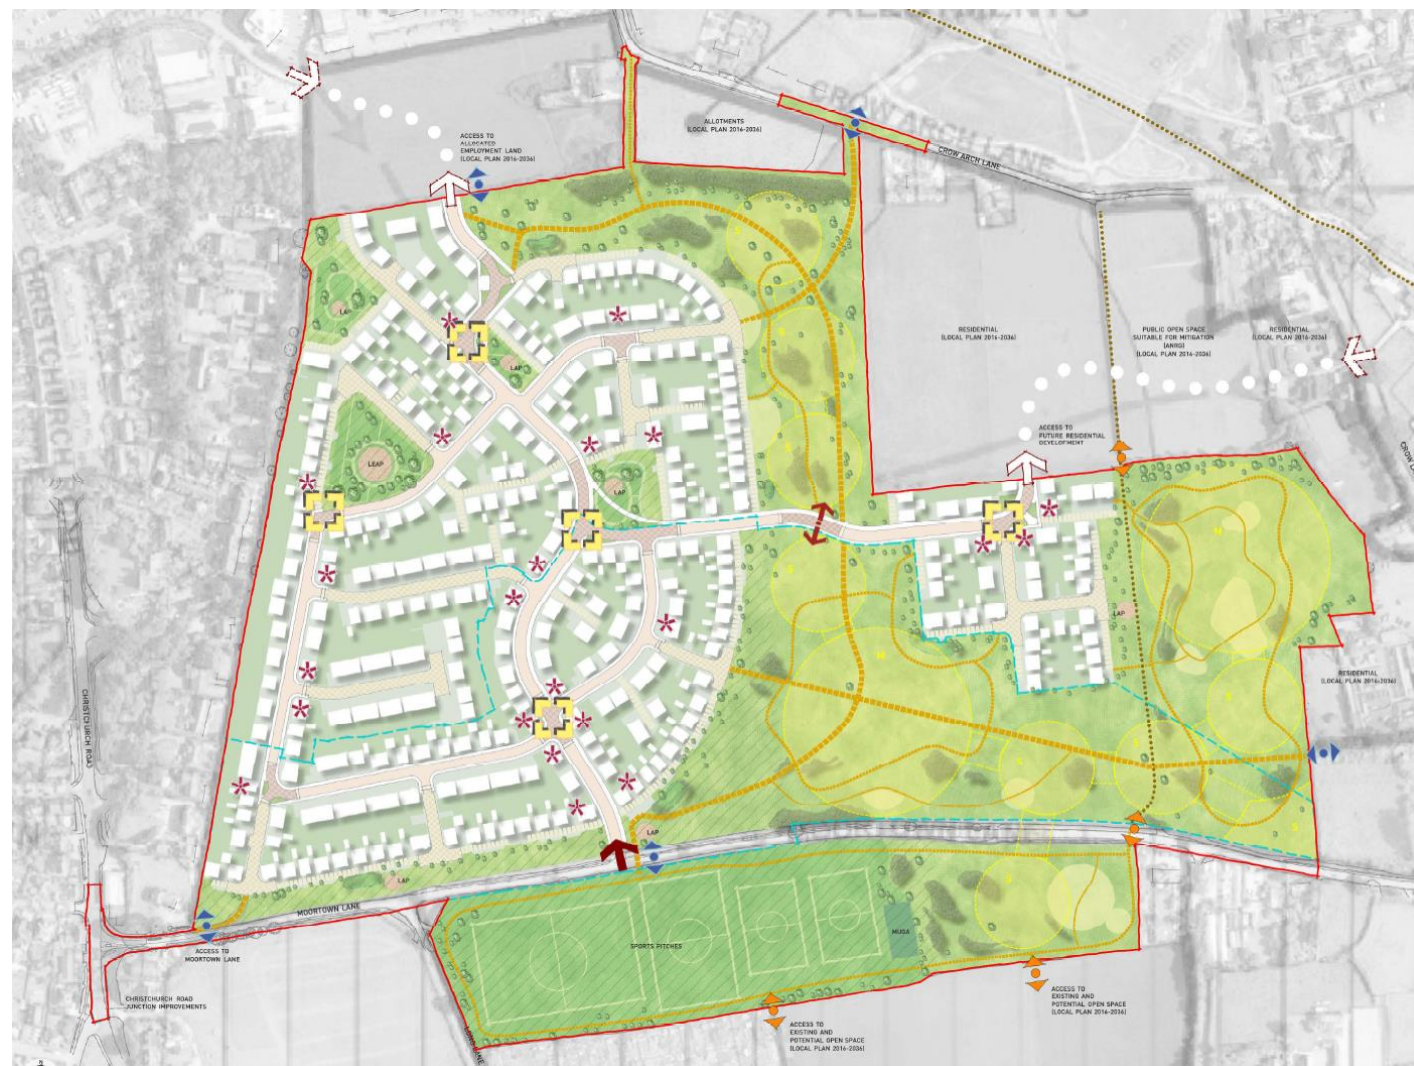 ALLOTMENTS
CROW ARCH LANE
ALLOTMENTS
(LOCAL PLAN 2016-2036)
CROW ARCH LANE
ACCESS TO
ALLOCATED
EMPLOYMENT LAND
(LOCAL PLAN 2016-2036)
LAP
LAP
LEAP
LAP
RESIDENTIAL
(LOCAL PLAN 2016-2036)
PUBLIC OPEN SPACE
SUITABLE FOR MITIGATION
(ANRG)
(LOCAL PLAN 2016-2036)
RESIDENTIAL
(LOCAL PLAN 2016-2036)
ACCESS TO
FUTURE RESIDENTIAL
DEVELOPMENT
LAP
M
S
S
RESIDENTIAL
(LOCAL PLAN 2016-2036)
CHRISTCHURCH ROAD
LAP
LAP
MOORTOWN LANE
ACCESS TO
MOORTOWN LANE
CHRISTCHURCH ROAD
JUNCTION IMPROVEMENTS
SPORTS PITCHES
MUGA
ACCESS TO
EXISTING AND
POTENTIAL OPEN SPACE
(LOCAL PLAN 2016-2036)
ACCESS TO
EXISTING AND
POTENTIAL OPEN SPACE
(LOCAL PLAN 2016-2036)
LONG LANE